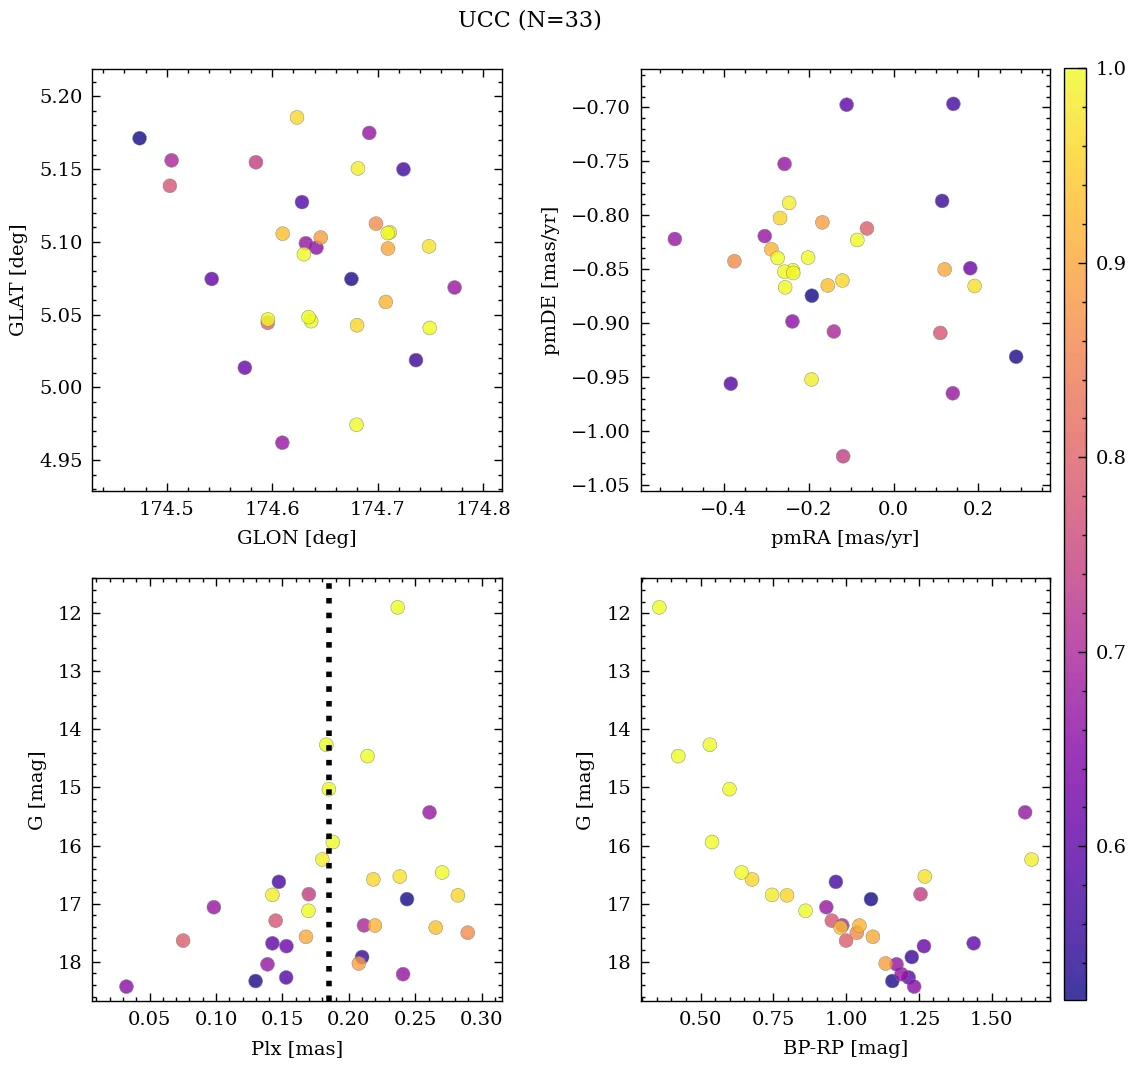 UCC (N=33)
5.20
5.15
5.10
5.05
5.00
4.95
GLAT [deg]
174.5 174.6 174.7 174.8
GLON [deg]
−0.70
−0.75
−0.80
−0.85
−0.90
−0.95
−1.00
−1.05
pmDE [mas/yr]
−0.4 −0.2 0.0 0.2
pmRA [mas/yr]
12
13
14
15
16
17
18
G [mag]
0.05 0.10 0.15 0.20 0.25 0.30
Plx [mas]
12
13
14
15
16
17
18
G [mag]
0.50 0.75 1.00 1.25 1.50
BP-RP [mag]
1.0
0.9
0.8
0.7
0.6